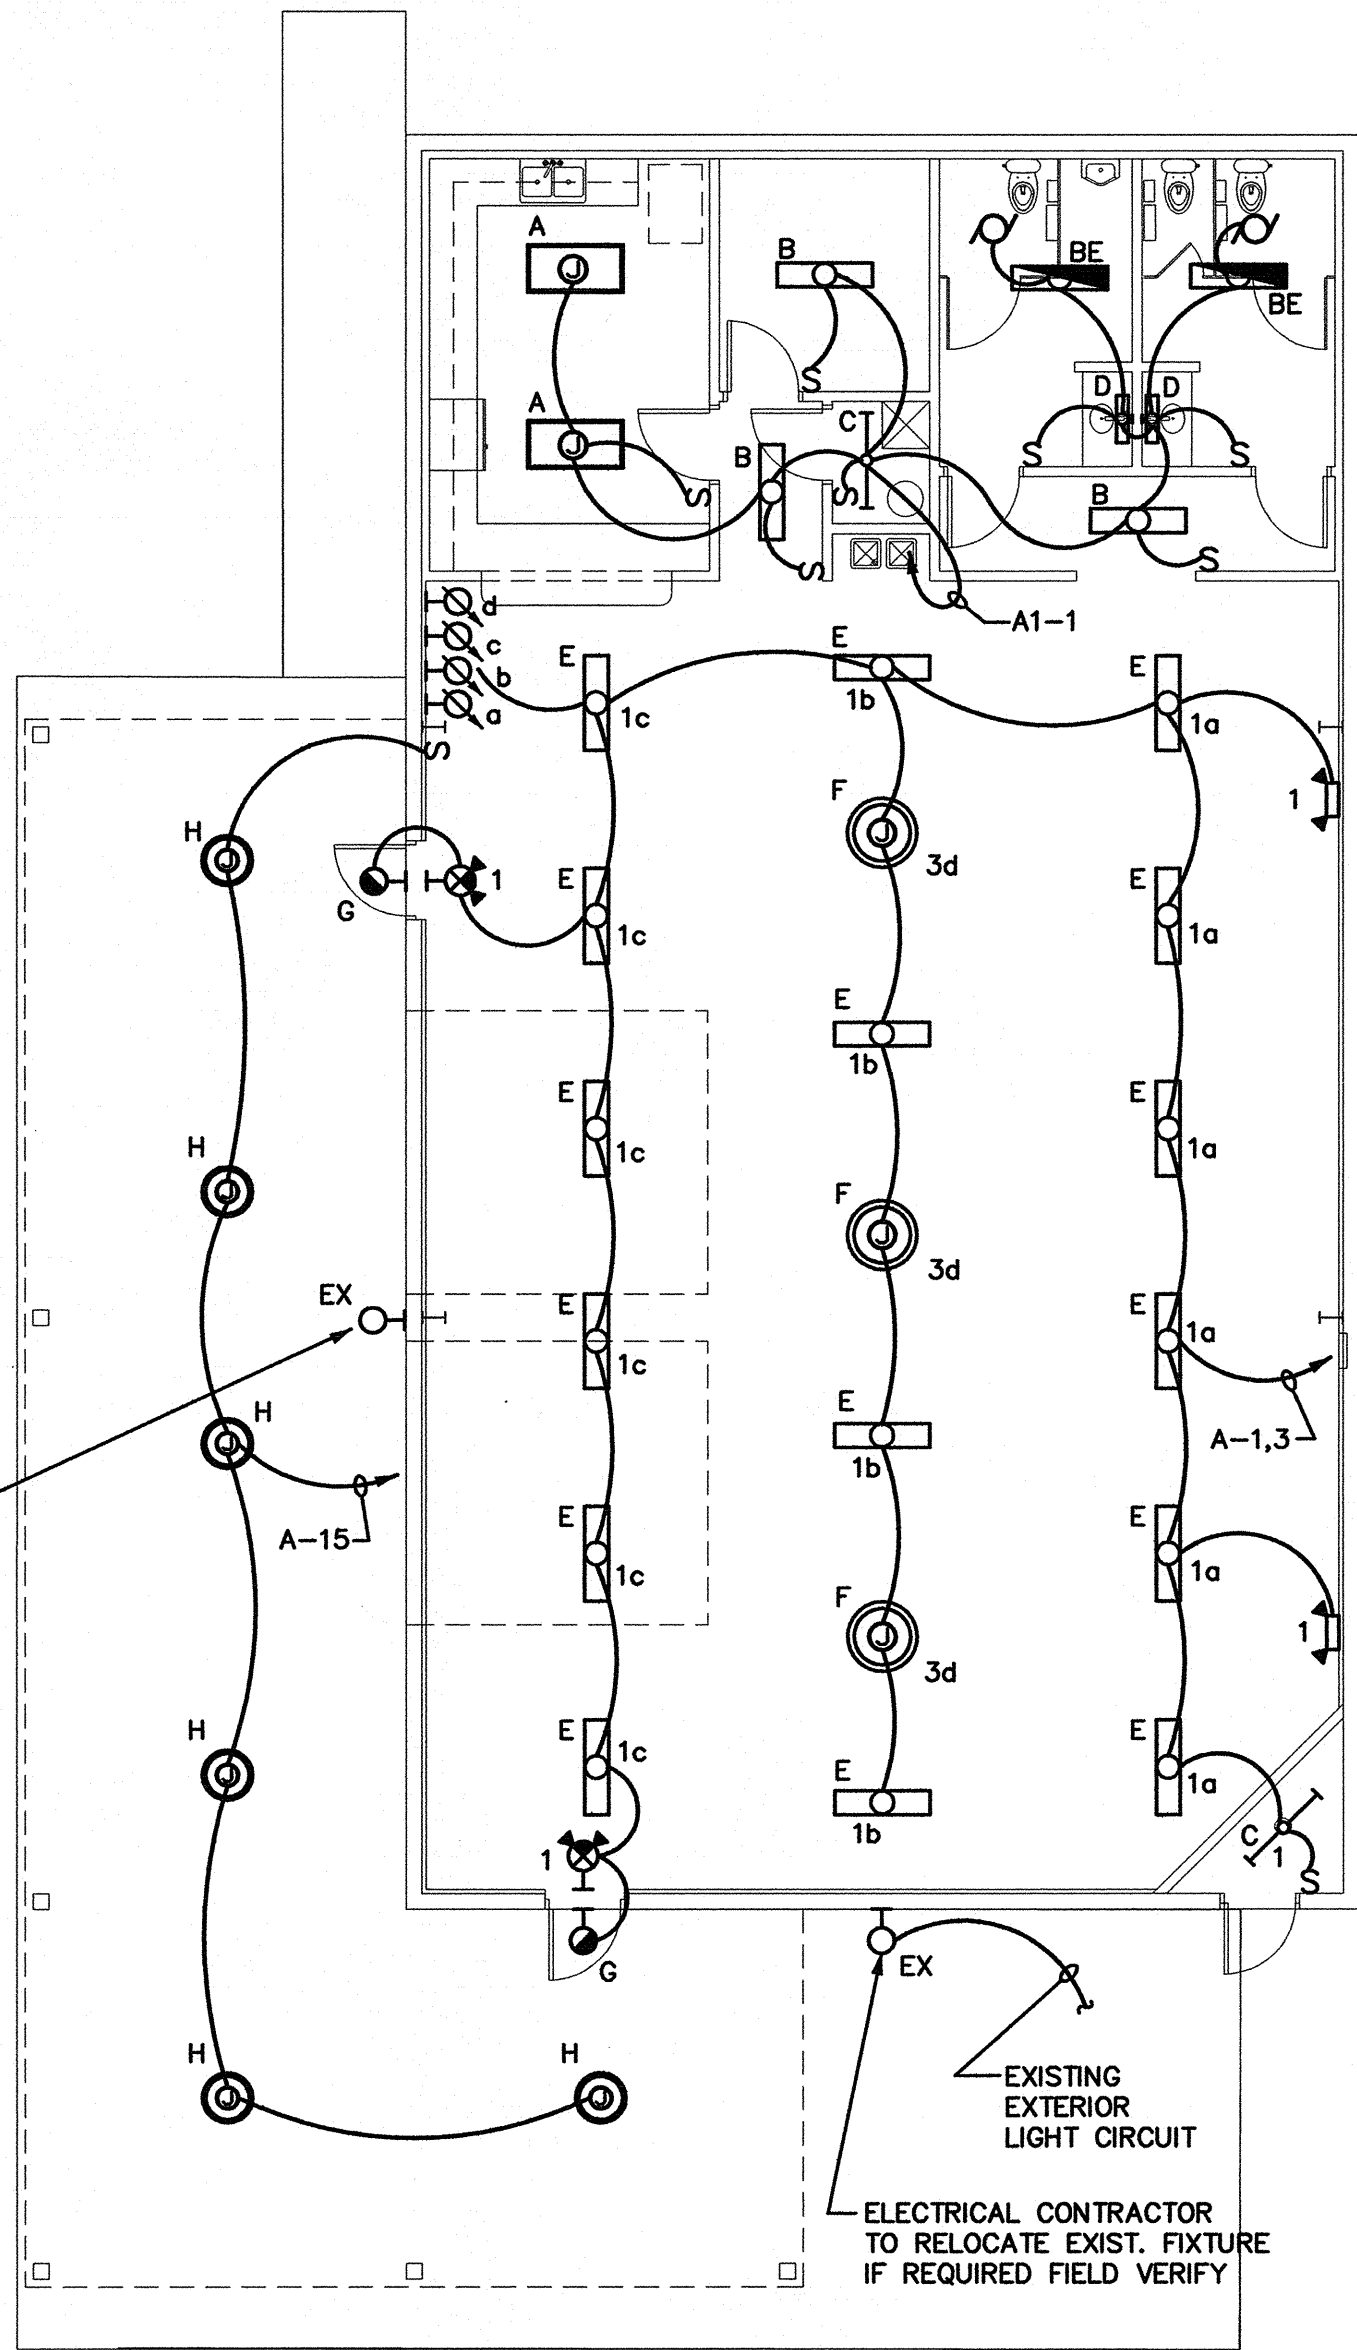 A
B
BE
BE
A
B
C
D
D
S
S
S
S
S
B
S
S
A1-1
d
c
b
a
E
1c
E
1b
E
1a
S
1
H
F
3d
G
1
E
1c
E
1a
E
1b
H
E
1c
E
1a
F
3d
EX
E
1c
E
1a
H
E
1b
A-1,3
A-15
E
1c
E
1a
F
3d
1
H
E
1c
E
1a
E
1b
C
1
S
1
G
EX
H
H
EXISTING
EXTERIOR
LIGHT CIRCUIT
ELECTRICAL CONTRACTOR
TO RELOCATE EXIST. FIXTURE
IF REQUIRED FIELD VERIFY